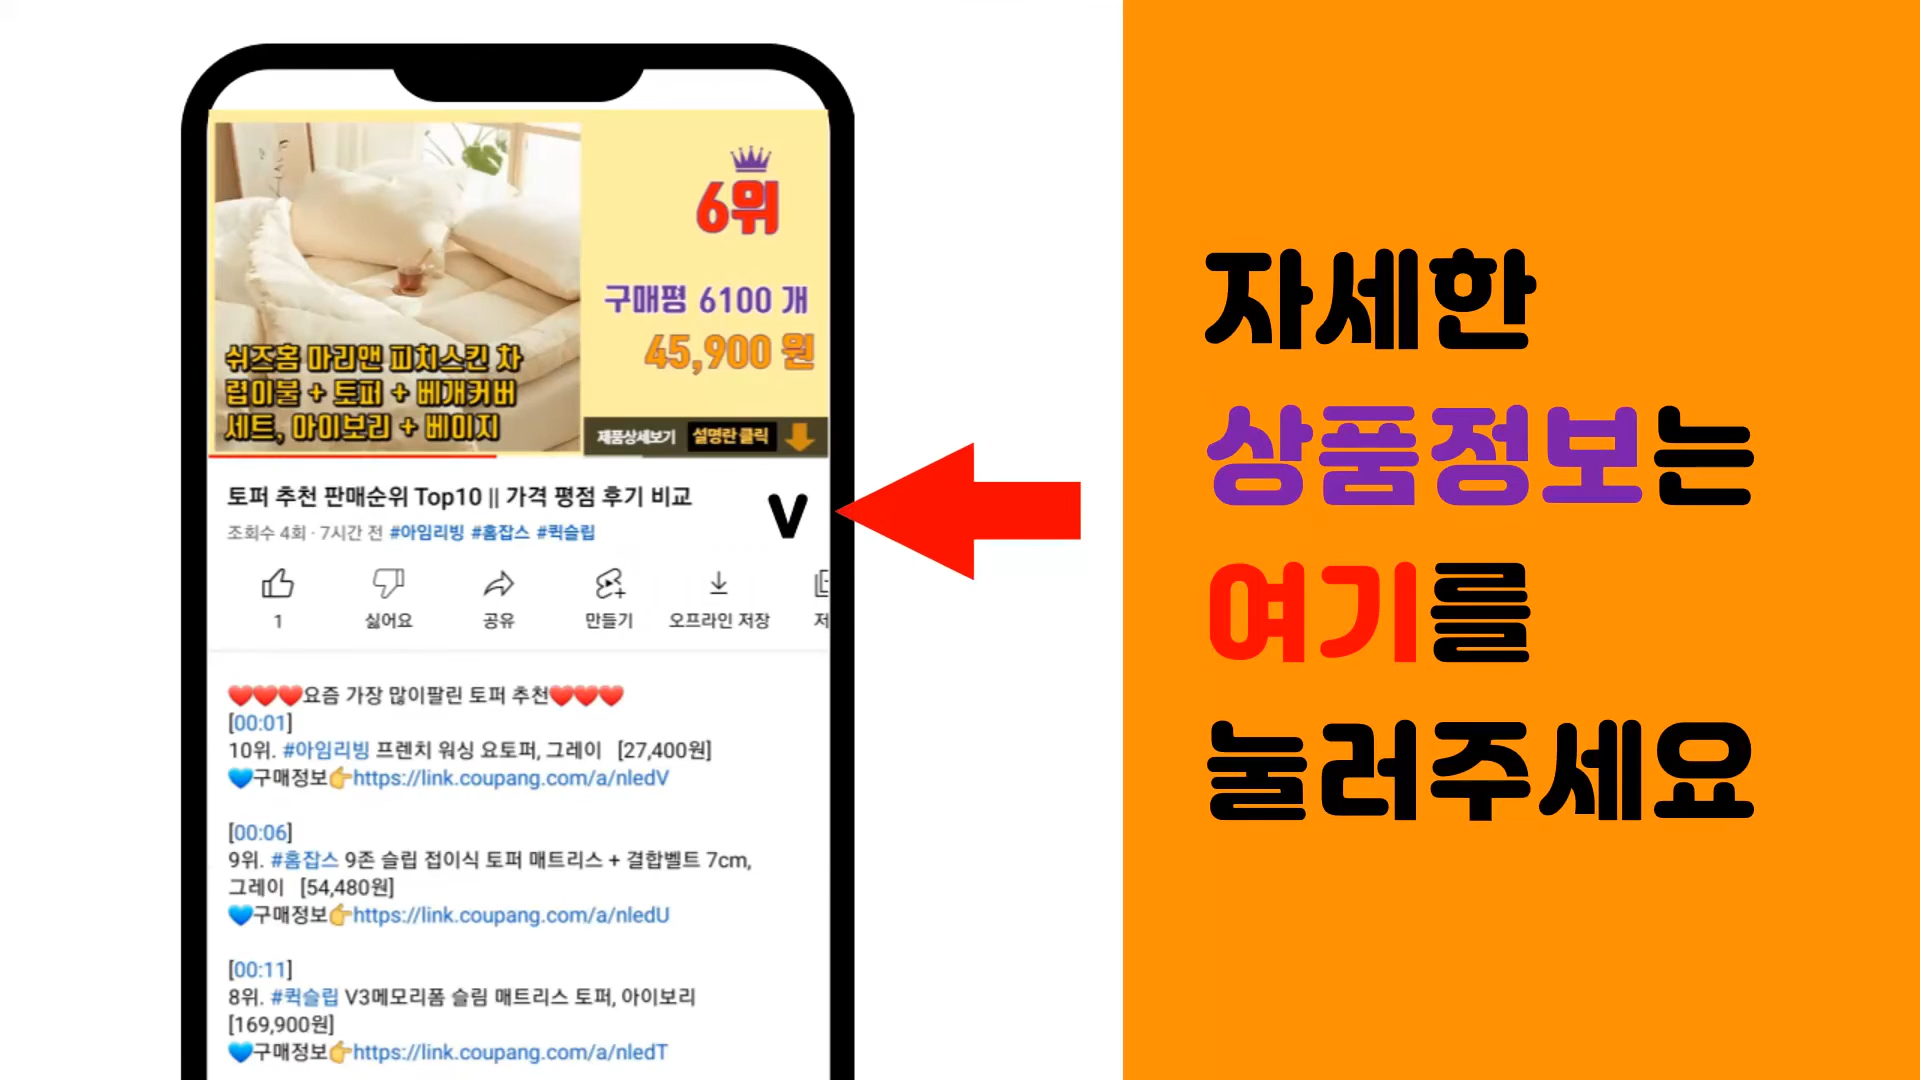 6위
구매평 6100 개
45,900 원
쉬즈홈 마리앤 피치스킨 차
렵이불 + 토퍼 + 베개커버
세트, 아이보리 + 베이지
제품상세보기 설명란 클릭
토퍼 추천 판매순위 Top10 || 가격 평점 후기 비교
V
조회수 4회 · 7시간 전 #아임리빙 #홈잡스 #퀵슬립
1 싫어요 공유 만들기 오프라인 저장 저
❤❤❤요즘 가장 많이팔린 토퍼 추천❤❤❤
[00:01]
10위. #아임리빙 프렌치 워싱 요토퍼, 그레이 [27,400원]
💙구매정보👉https://link.coupang.com/a/nledV
[00:06]
9위. #홈잡스 9존 슬립 접이식 토퍼 매트리스 + 결합벨트 7cm,
그레이 [54,480원]
💙구매정보👉https://link.coupang.com/a/nledU
[00:11]
8위. #퀵슬립 V3메모리폼 슬림 매트리스 토퍼, 아이보리
[169,900원]
💙구매정보👉https://link.coupang.com/a/nledT
자세한
상품정보는
여기를
눌러주세요